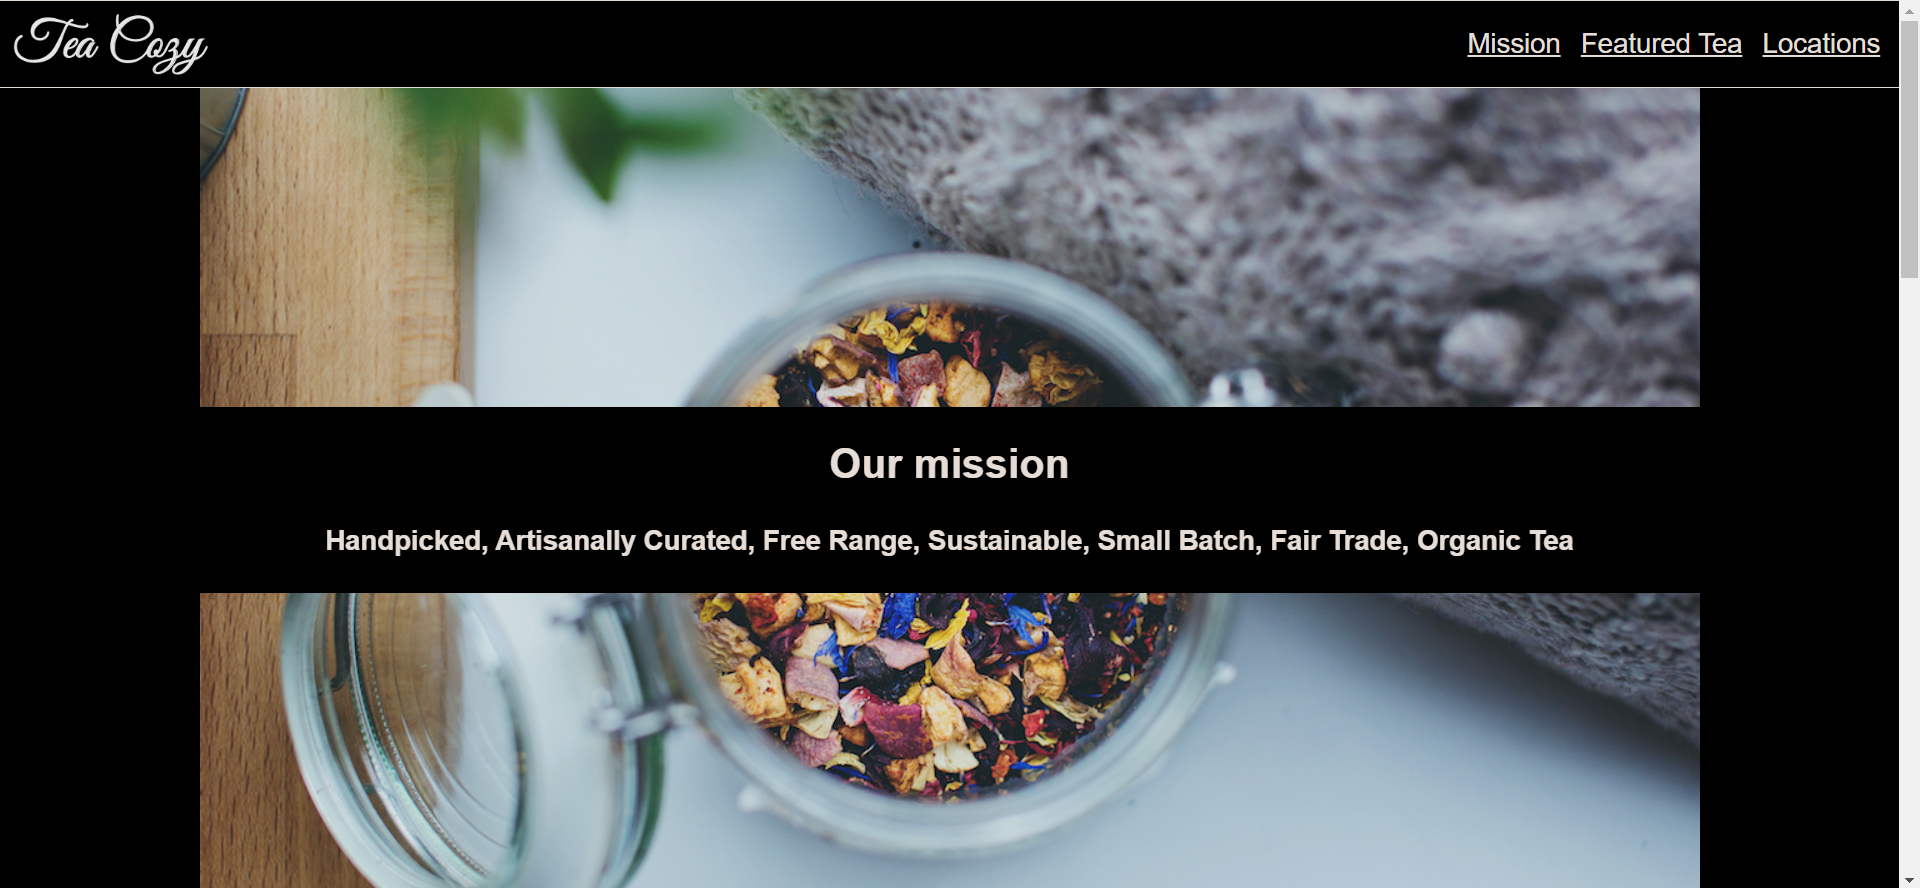 Tea Cozy
Mission Featured Tea Locations
Our mission
Handpicked, Artisanally Curated, Free Range, Sustainable, Small Batch, Fair Trade, Organic Tea